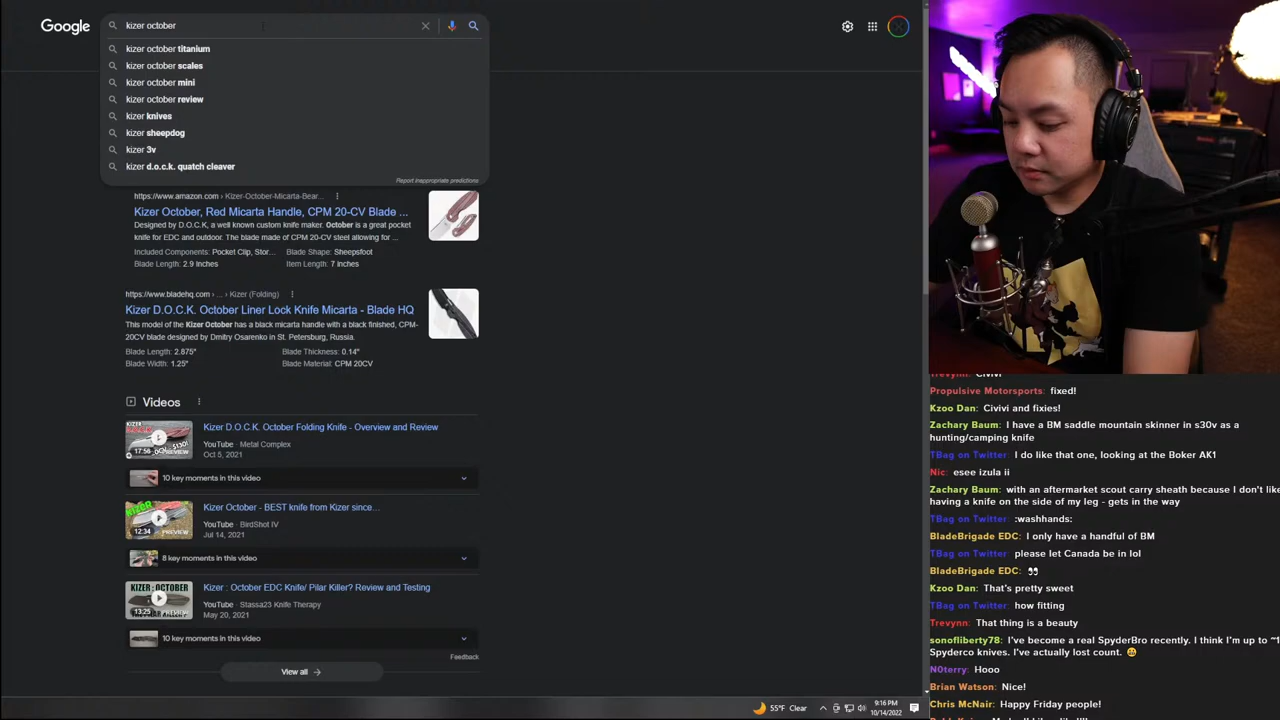 Google
kizer october
kizer october titanium
kizer october scales
kizer october mini
kizer october review
kizer knives
kizer sheepdog
kizer 3v
kizer d.o.c.k. quatch cleaver
Report inappropriate predictions
https://www.amazon.com › Kizer-October-Micarta-Bear...
Kizer October, Red Micarta Handle, CPM 20-CV Blade ...
Designed by D.O.C.K, a well known custom knife maker. October is a great pocket
knife for EDC and outdoor. The blade made of CPM 20-CV steel allowing for ...
Included Components: Pocket Clip, Stor...
Blade Shape: Sheepsfoot
Blade Length: 2.9 Inches
Item Length: 7 inches
https://www.bladehq.com › ... › Kizer (Folding)
Kizer D.O.C.K. October Liner Lock Knife Micarta - Blade HQ
This model of the Kizer October has a black micarta handle with a black finished, CPM-
20CV blade designed by Dmitry Osarenko in St. Petersburg, Russia.
Blade Length: 2.875"
Blade Thickness: 0.14"
Blade Width: 1.25"
Blade Material: CPM 20CV
Videos
Kizer D.O.C.K. October Folding Knife - Overview and Review
YouTube · Metal Complex
Oct 5, 2021
17:56
10 key moments in this video
Kizer October - BEST knife from Kizer since...
YouTube · BirdShot IV
Jul 14, 2021
12:34
PREVIEW
8 key moments in this video
Kizer : October EDC Knife/ Pilar Killer? Review and Testing
YouTube · Stassa23 Knife Therapy
May 20, 2021
13:25
PREVIEW
10 key moments in this video
Feedback
View all →
55°F Clear
9:16 PM
10/14/2022
Trevynn: Civivi
Propulsive Motorsports: fixed!
Kzoo Dan: Civivi and fixies!
Zachary Baum: I have a BM saddle mountain skinner in s30v as a
hunting/camping knife
TBag on Twitter: I do like that one, looking at the Boker AK1
Nic: esee izula ii
Zachary Baum: with an aftermarket scout carry sheath because I don't like
having a knife on the side of my leg - gets in the way
TBag on Twitter: :washhands:
BladeBrigade EDC: I only have a handful of BM
TBag on Twitter: please let Canada be in lol
BladeBrigade EDC: 👀
Kzoo Dan: That's pretty sweet
TBag on Twitter: how fitting
Trevynn: That thing is a beauty
sonofliberty78: I've become a real SpyderBro recently. I think I'm up to ~1
Spyderco knives. I've actually lost count. 😩
N0terry: Hooo
Brian Watson: Nice!
Chris McNair: Happy Friday people!